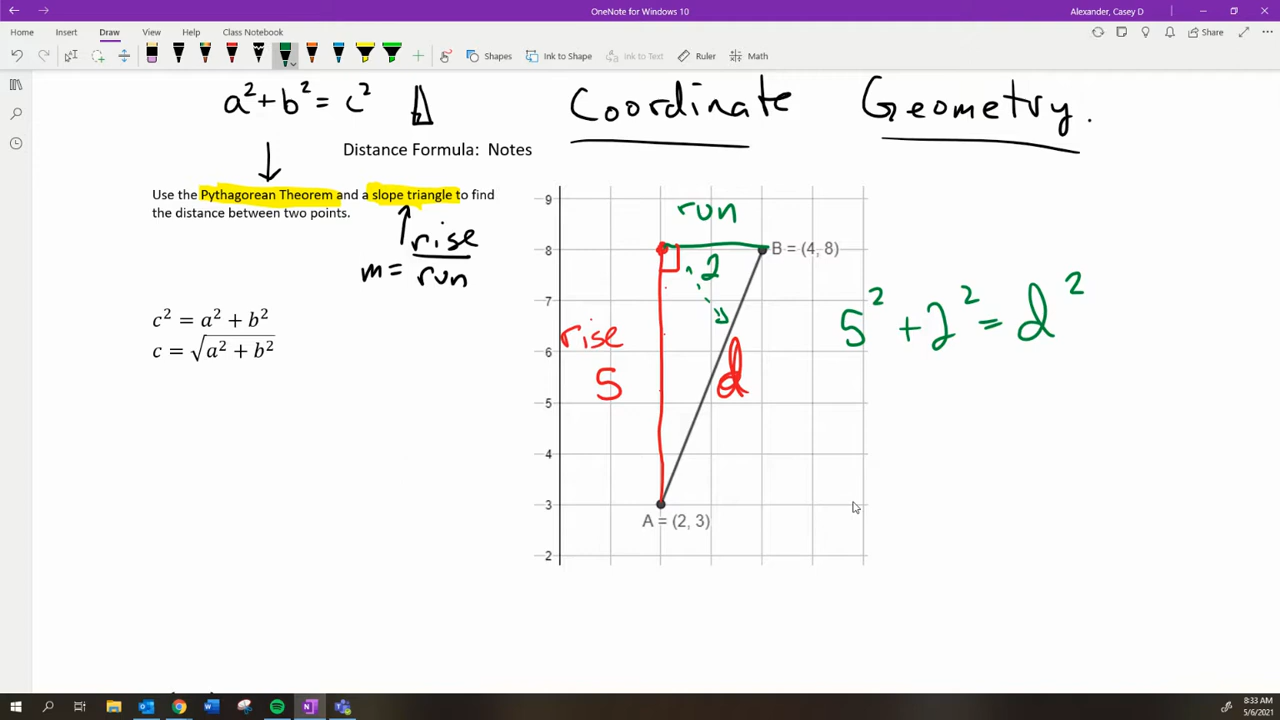 OneNote for Windows 10
Alexander, Casey D
Home Insert Draw View Help Class Notebook
Share
Shapes Ink to Shape Ink to Text Ruler Math
a²+b²=c²
Coordinate Geometry.
Distance Formula: Notes
Use the Pythagorean Theorem and a slope triangle to find
the distance between two points.
m = rise
run
c² = a² + b²
c = √a² + b²
run
9
8
B = (4, 8)
2
7
5² + 2² = d²
rise
6
5
d
5
4
3
A = (2, 3)
2
8:33 AM
5/6/2021